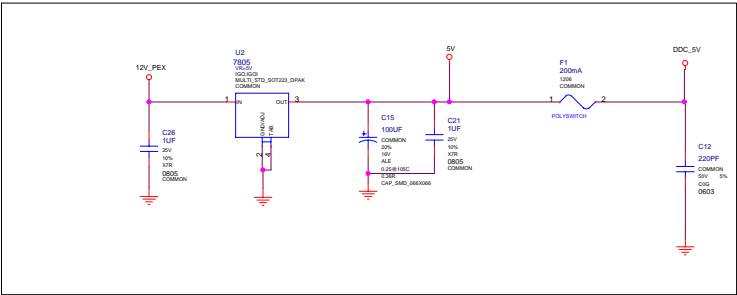 12V_PEX
C26
1UF
25V
10%
X7R
0805
COMMON
U2
7805
VR=5V
IGO,IGOI
MULTI_STD_SOT223_DPAK
COMMON
1
IN
OUT
3
GND/ADJ
TAB
2
4
C15
100UF
COMMON
20%
16V
ALE
0.25@105C
0.36R
CAP_SMD_066X066
5V
C21
1UF
25V
10%
X7R
0805
COMMON
F1
200mA
1206
COMMON
1
2
POLYSWITCH
DDC_5V
C12
220PF
COMMON
50V 5%
C0G
0603